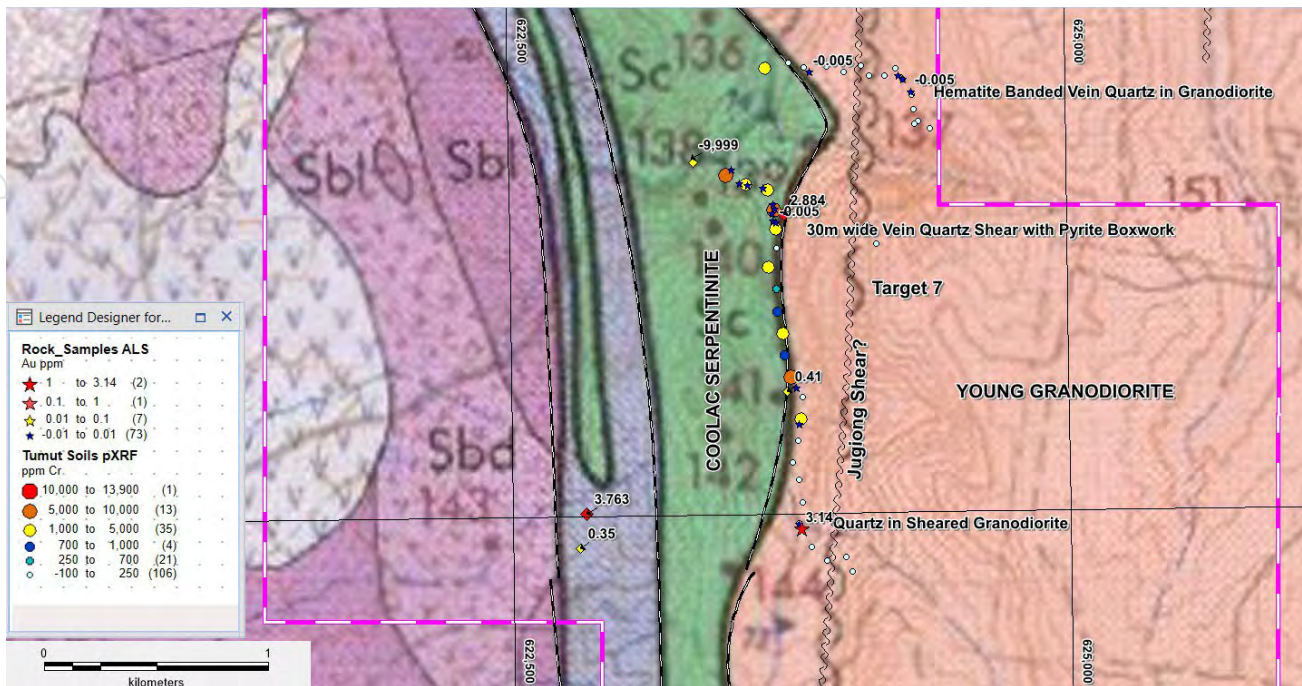 622,500
625,000
136
Sc
-0.005
-0.005
Hematite Banded Vein Quartz in Granodiorite
137
138
-9,999
139
151
Sbl
Sbl
2.884
-0.005
30m wide Vein Quartz Shear with Pyrite Boxwork
140
Target 7
Sc
COOLAC SERPENTINITE
Jugiong Shear?
0.41
141
YOUNG GRANODIORITE
Sbd
142
143
3.763
3.14
Quartz in Sheared Granodiorite
0.35
144
Legend Designer for...
Rock_Samples ALS
Au ppm
1 to 3.14 (2)
0.1 to 1 (1)
0.01 to 0.1 (7)
-0.01 to 0.01 (73)
Tumut Soils pXRF
ppm Cr
10,000 to 13,900 (1)
5,000 to 10,000 (13)
1,000 to 5,000 (35)
700 to 1,000 (4)
250 to 700 (21)
-100 to 250 (106)
0 1
kilometers
622,500
625,000